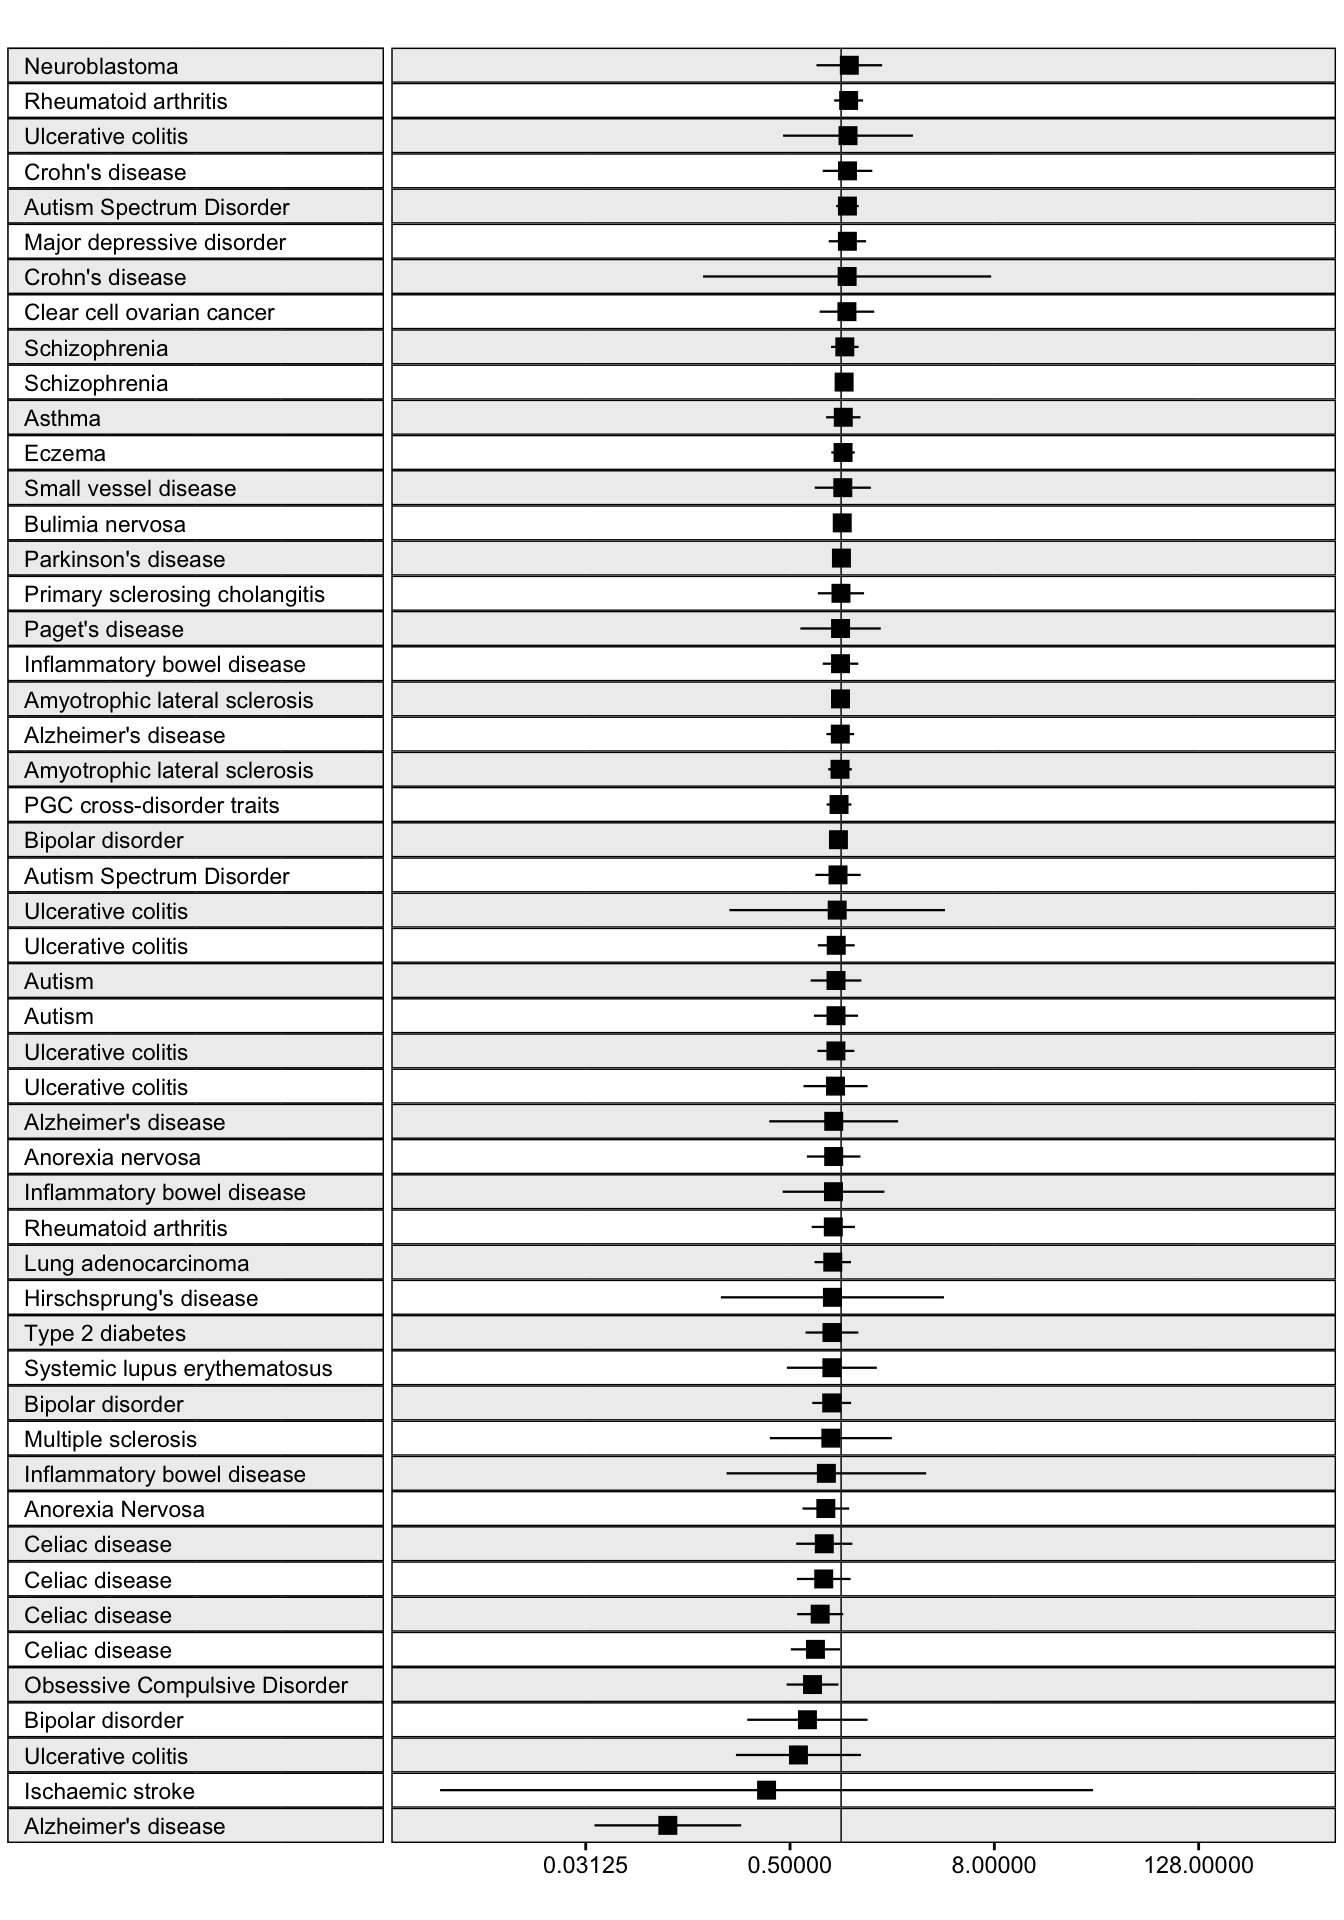 Neuroblastoma
Rheumatoid arthritis
Ulcerative colitis
Crohn's disease
Autism Spectrum Disorder
Major depressive disorder
Crohn's disease
Clear cell ovarian cancer
Schizophrenia
Schizophrenia
Asthma
Eczema
Small vessel disease
Bulimia nervosa
Parkinson's disease
Primary sclerosing cholangitis
Paget's disease
Inflammatory bowel disease
Amyotrophic lateral sclerosis
Alzheimer's disease
Amyotrophic lateral sclerosis
PGC cross-disorder traits
Bipolar disorder
Autism Spectrum Disorder
Ulcerative colitis
Ulcerative colitis
Autism
Autism
Ulcerative colitis
Ulcerative colitis
Alzheimer's disease
Anorexia nervosa
Inflammatory bowel disease
Rheumatoid arthritis
Lung adenocarcinoma
Hirschsprung's disease
Type 2 diabetes
Systemic lupus erythematosus
Bipolar disorder
Multiple sclerosis
Inflammatory bowel disease
Anorexia Nervosa
Celiac disease
Celiac disease
Celiac disease
Celiac disease
Obsessive Compulsive Disorder
Bipolar disorder
Ulcerative colitis
Ischaemic stroke
Alzheimer's disease
0.03125 0.50000 8.00000 128.00000